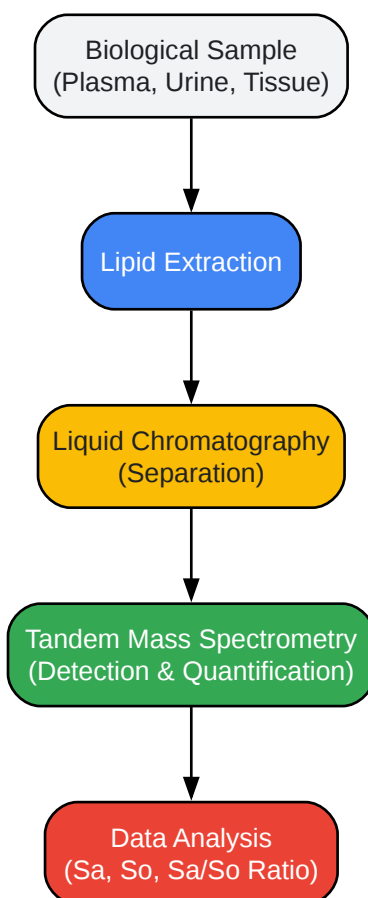 Biological Sample
(Plasma, Urine, Tissue)
Lipid Extraction
Liquid Chromatography
(Separation)
Tandem Mass Spectrometry
(Detection & Quantification)
Data Analysis
(Sa, So, Sa/So Ratio)